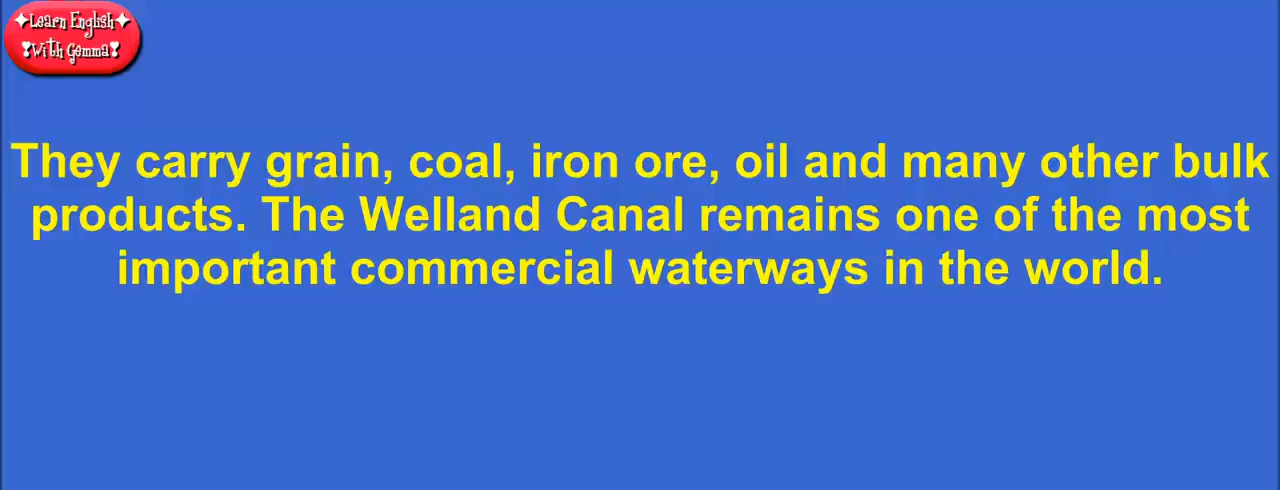 ✦Learn English✦
❣With Gemma❣
They carry grain, coal, iron ore, oil and many other bulk
products. The Welland Canal remains one of the most
important commercial waterways in the world.